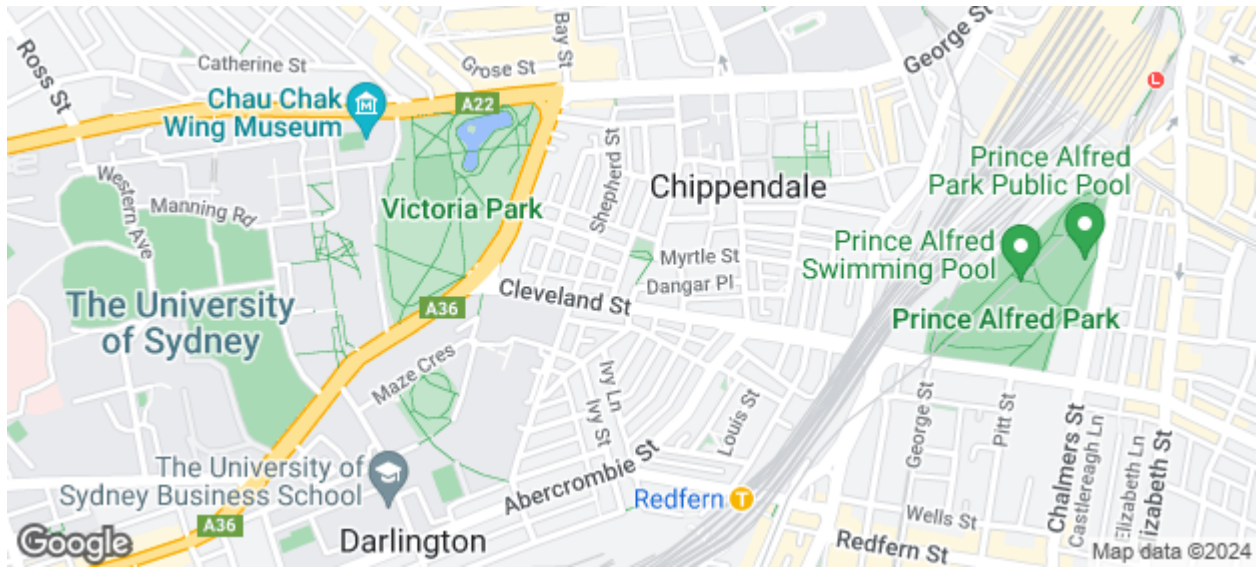 Ross St
Catherine St
Grose St
Bay St
George St
A22
Chau Chak
Wing Museum
Western Ave
Manning Rd
Victoria Park
Shepherd St
Chippendale
Prince Alfred
Park Public Pool
Myrtle St
Dangar Pl
Prince Alfred
Swimming Pool
Prince Alfred Park
The University
of Sydney
A36
Cleveland St
Maze Cres
Ivy Ln
Ivy St
Louis St
George St
Pitt St
Chalmers St
Castlereagh Ln
Elizabeth Ln
Elizabeth St
The University of
Sydney Business School
Abercrombie St
Redfern
T
L
A36
Darlington
Wells St
Redfern St
Google
Map data ©2024